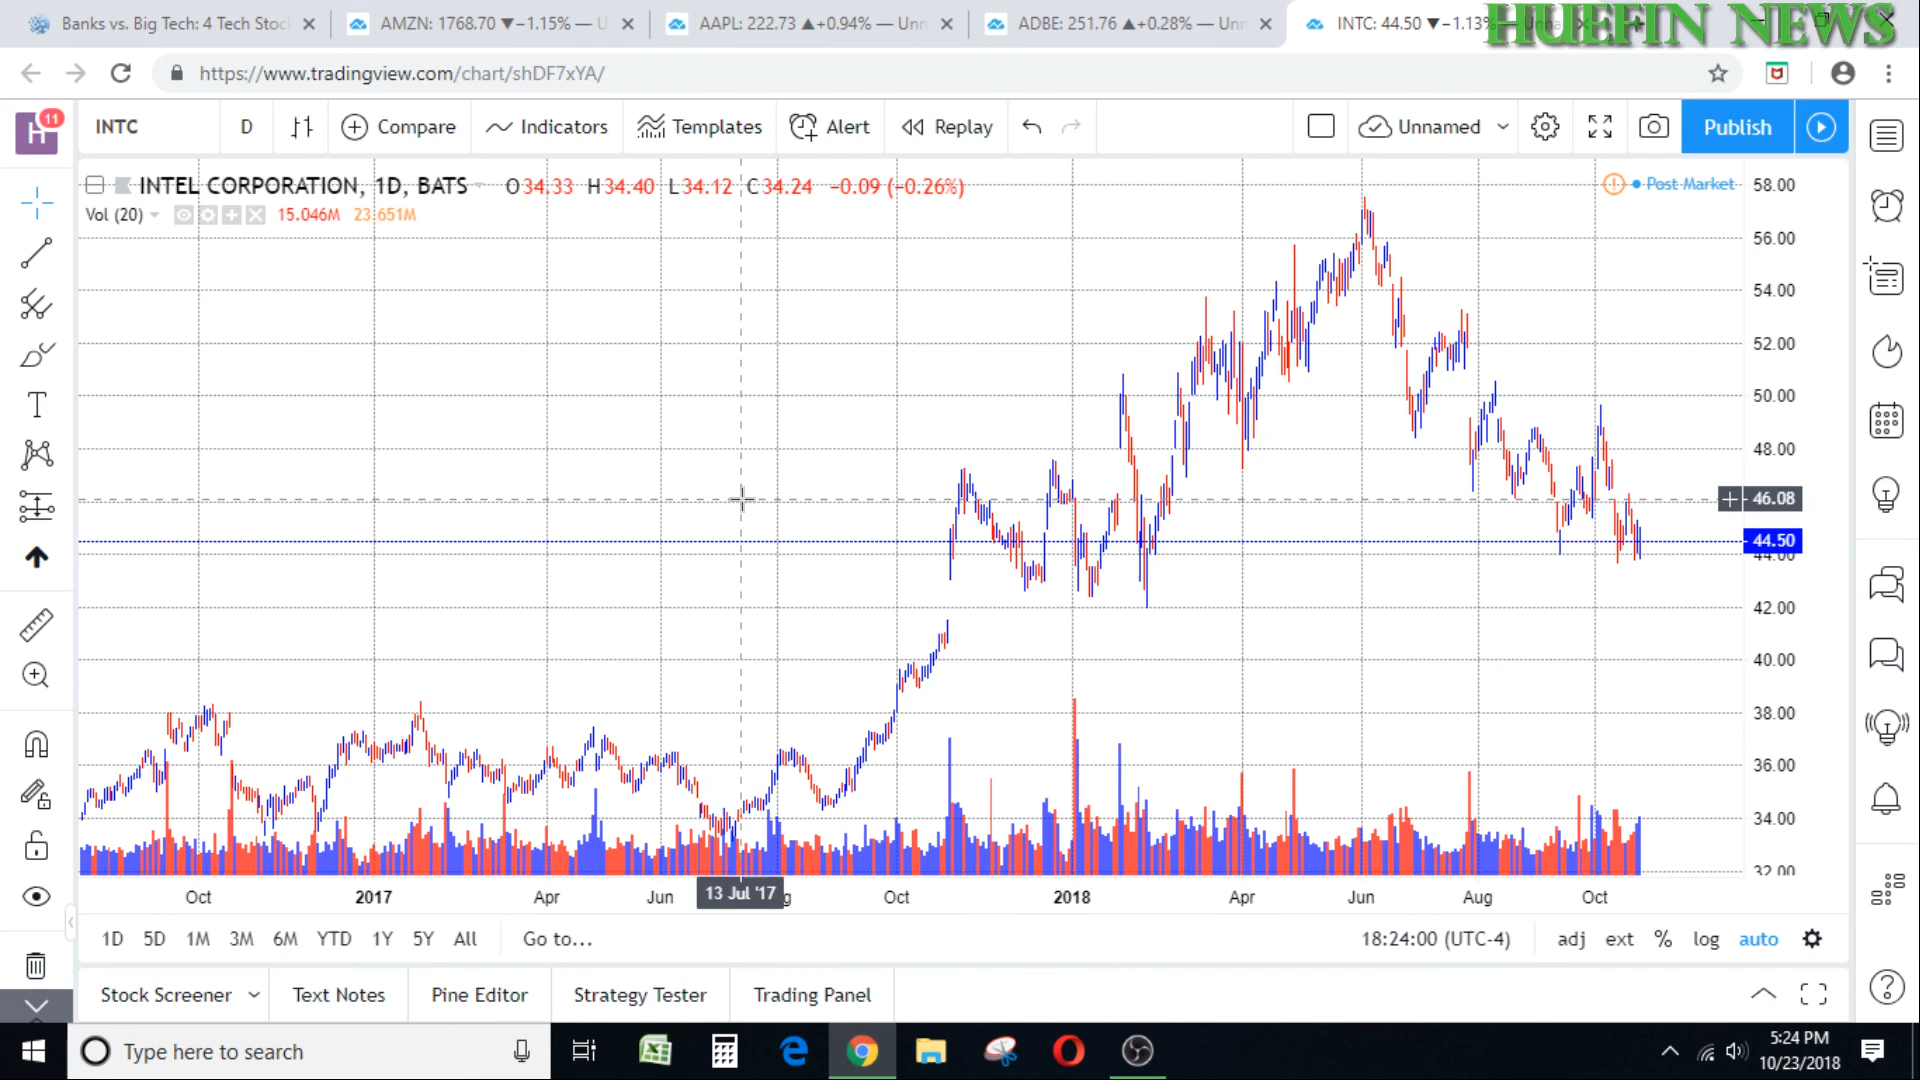 Banks vs. Big Tech: 4 Tech Stoc
AMZN: 1768.70 ▼−1.15% — U
AAPL: 222.73 ▲+0.94% — Unn
ADBE: 251.76 ▲+0.28% — Unr
INTC: 44.50 ▼−1.13%
HUEFIN NEWS
https://www.tradingview.com/chart/shDF7xYA/
H
11
INTC
D
Compare
Indicators
Templates
Alert
Replay
Unnamed
Publish
INTEL CORPORATION, 1D, BATS
O34.33 H34.40 L34.12 C34.24 −0.09 (−0.26%)
Post Market
Vol (20)
15.046M 23.651M
58.00
56.00
54.00
52.00
50.00
48.00
46.08
44.50
44.00
42.00
40.00
38.00
36.00
34.00
32.00
Oct 2017 Apr Jun 13 Jul '17 Oct 2018 Apr Jun Aug Oct
1D 5D 1M 3M 6M YTD 1Y 5Y All Go to...
18:24:00 (UTC-4) adj ext % log auto
Stock Screener Text Notes Pine Editor Strategy Tester Trading Panel
Type here to search
5:24 PM
10/23/2018